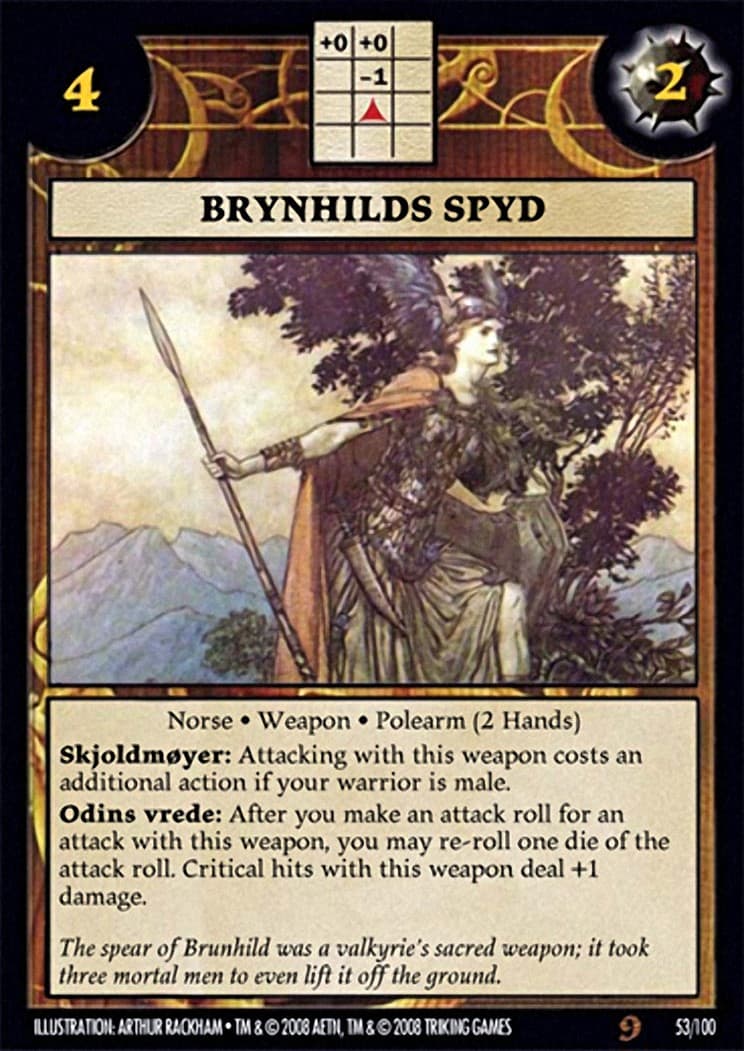 4
+0 +0
-1
2
BRYNHILDS SPYD
Norse • Weapon • Polearm (2 Hands)
Skjoldmøyer: Attacking with this weapon costs an
additional action if your warrior is male.
Odins vrede: After you make an attack roll for an
attack with this weapon, you may re-roll one die of the
attack roll. Critical hits with this weapon deal +1
damage.
The spear of Brunhild was a valkyrie's sacred weapon; it took
three mortal men to even lift it off the ground.
ILLUSTRATION: ARTHUR RACKHAM • TM & © 2008 AETN, TM & © 2008 TRIKING GAMES
9 53/100